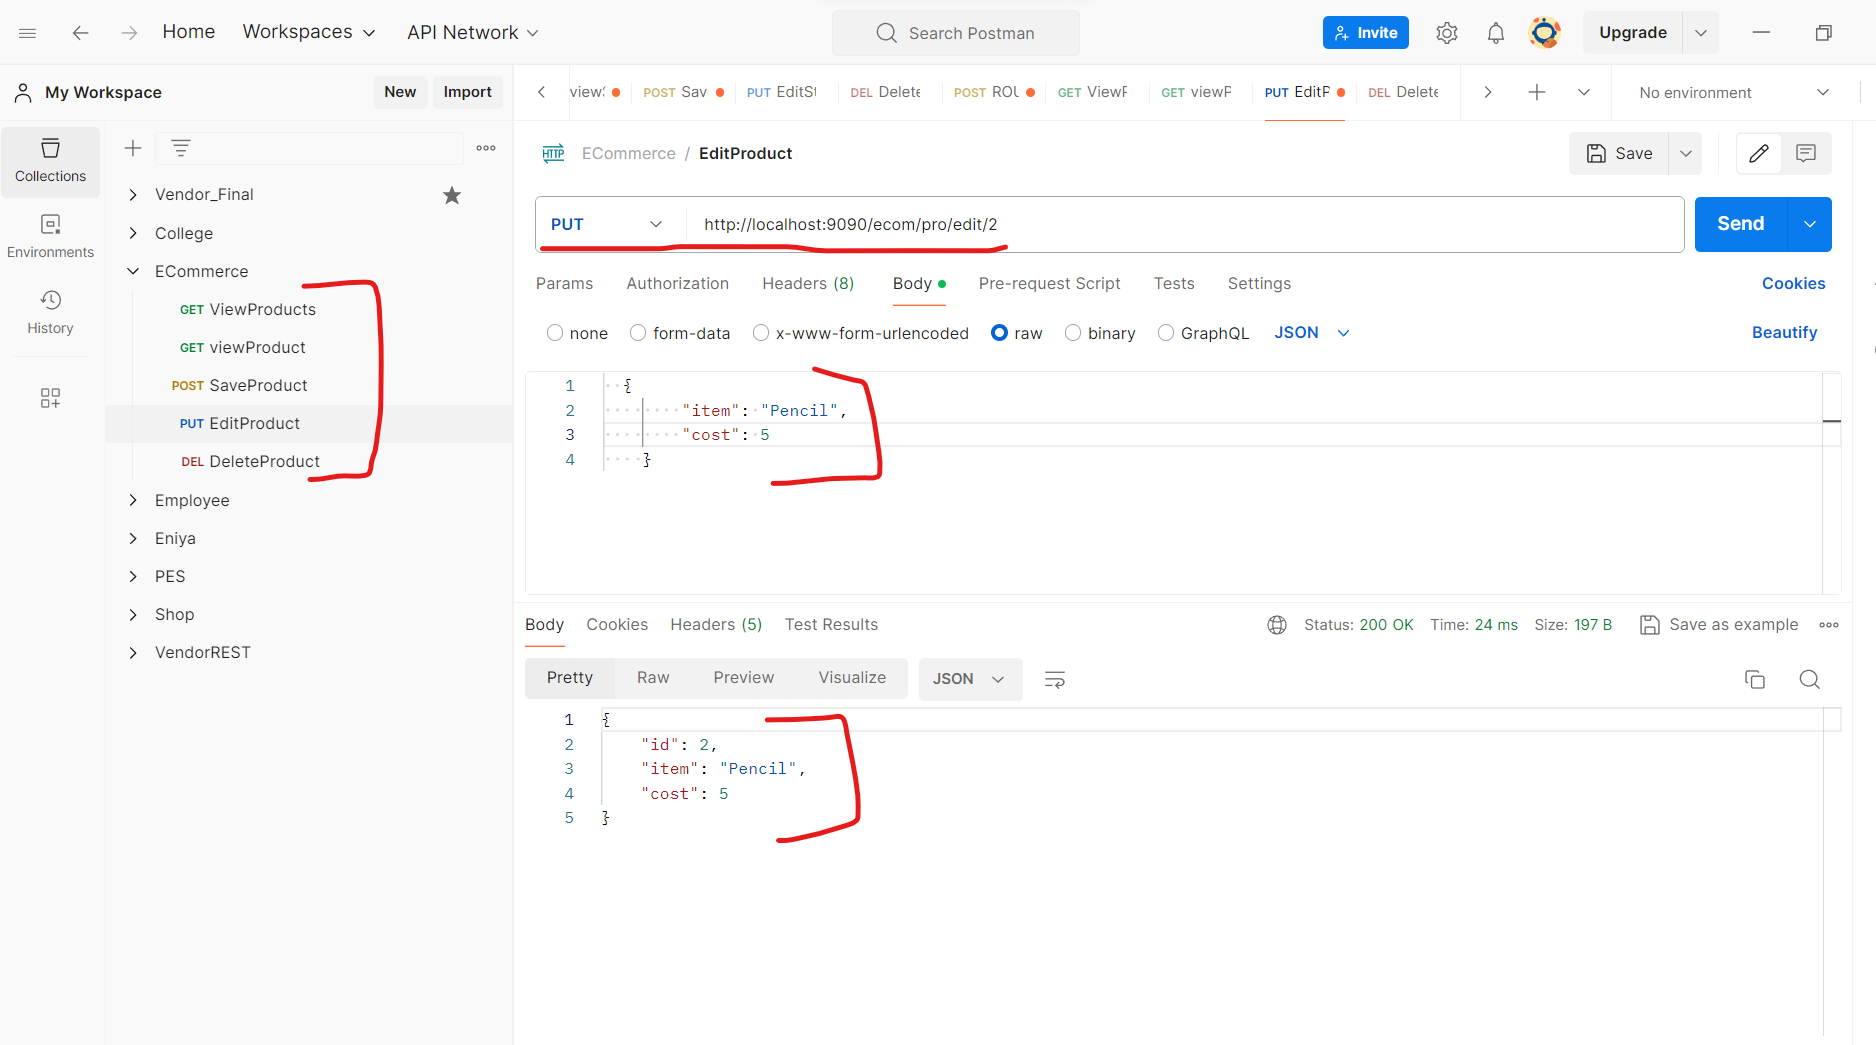 Home Workspaces API Network Search Postman Invite Upgrade
My Workspace New Import view POST Sav PUT EditSt DEL Delete POST ROU GET ViewP GET viewP PUT EditP DEL Delete No environment
Collections
Environments
History
Vendor_Final
College
ECommerce
GET ViewProducts
GET viewProduct
POST SaveProduct
PUT EditProduct
DEL DeleteProduct
Employee
Eniya
PES
Shop
VendorREST
HTTP ECommerce / EditProduct Save
PUT http://localhost:9090/ecom/pro/edit/2 Send
Params Authorization Headers (8) Body Pre-request Script Tests Settings Cookies
none form-data x-www-form-urlencoded raw binary GraphQL JSON Beautify
1 {
2 "item": "Pencil",
3 "cost": 5
4 }
Body Cookies Headers (5) Test Results Status: 200 OK Time: 24 ms Size: 197 B Save as example
Pretty Raw Preview Visualize JSON
1 {
2 "id": 2,
3 "item": "Pencil",
4 "cost": 5
5 }